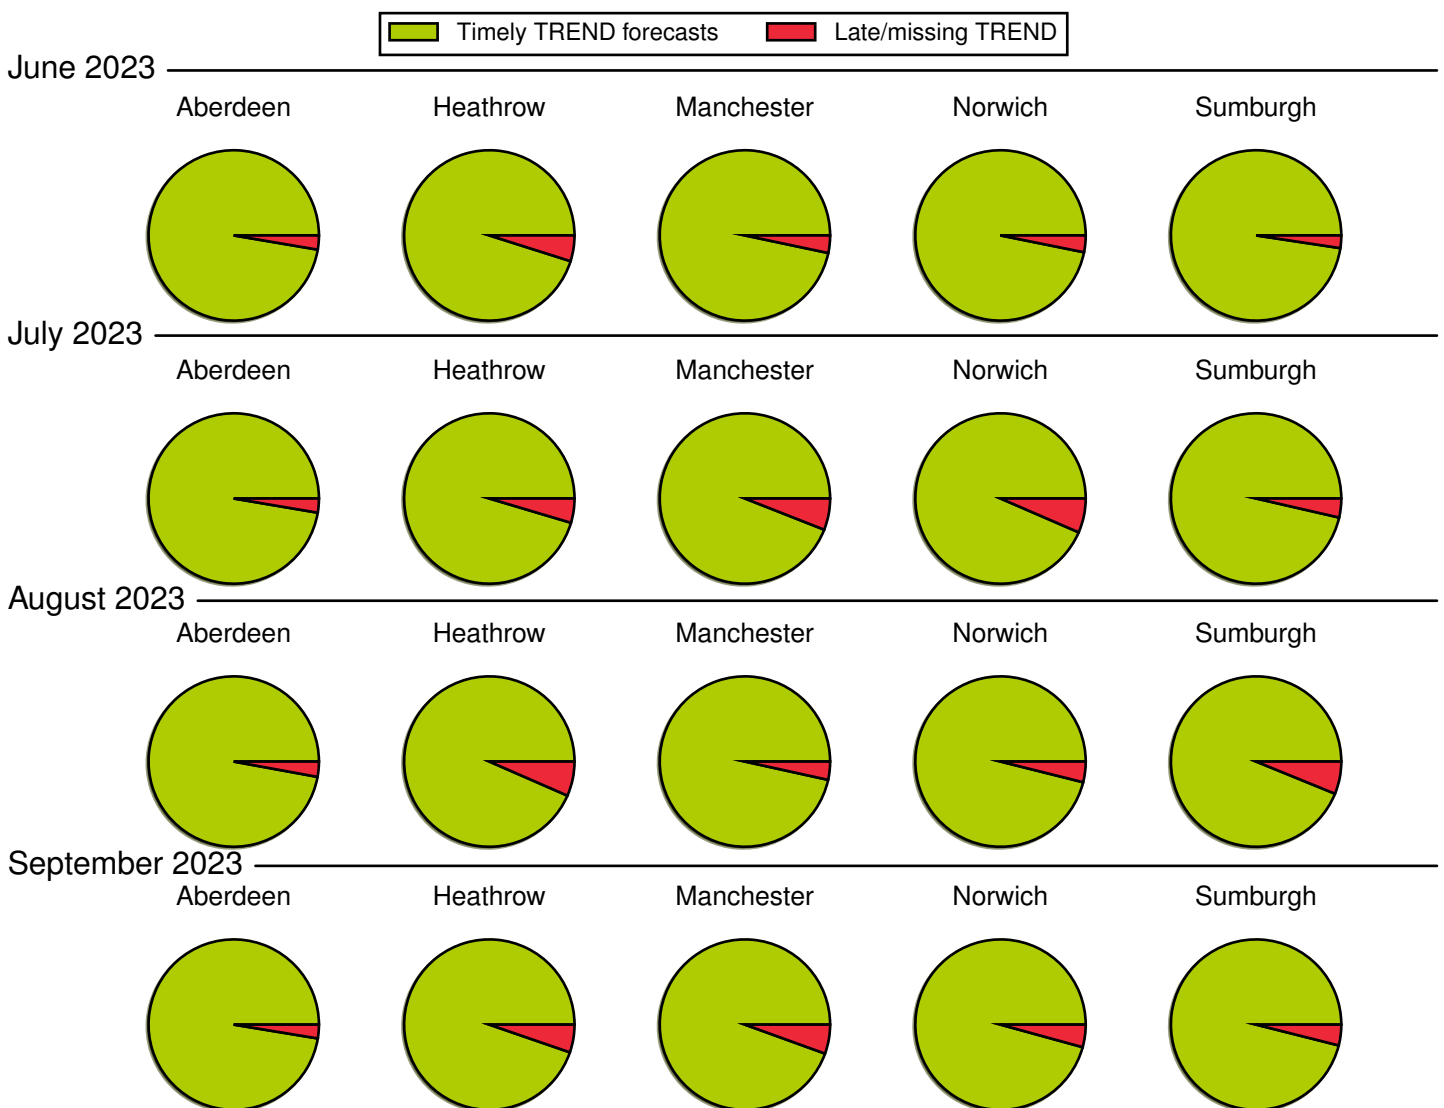 Timely TREND forecasts Late/missing TREND
June 2023
Aberdeen Heathrow Manchester Norwich Sumburgh
July 2023
Aberdeen Heathrow Manchester Norwich Sumburgh
August 2023
Aberdeen Heathrow Manchester Norwich Sumburgh
September 2023
Aberdeen Heathrow Manchester Norwich Sumburgh